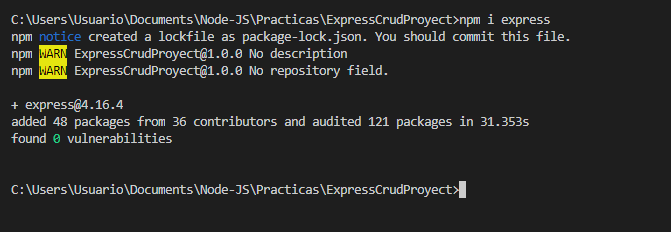 C:\Users\Usuario\Documents\Node-JS\Practicas\ExpressCrudProyect>npm i express
npm notice created a lockfile as package-lock.json. You should commit this file.
npm WARN ExpressCrudProyect@1.0.0 No description
npm WARN ExpressCrudProyect@1.0.0 No repository field.
+ express@4.16.4
added 48 packages from 36 contributors and audited 121 packages in 31.353s
found 0 vulnerabilities
C:\Users\Usuario\Documents\Node-JS\Practicas\ExpressCrudProyect>